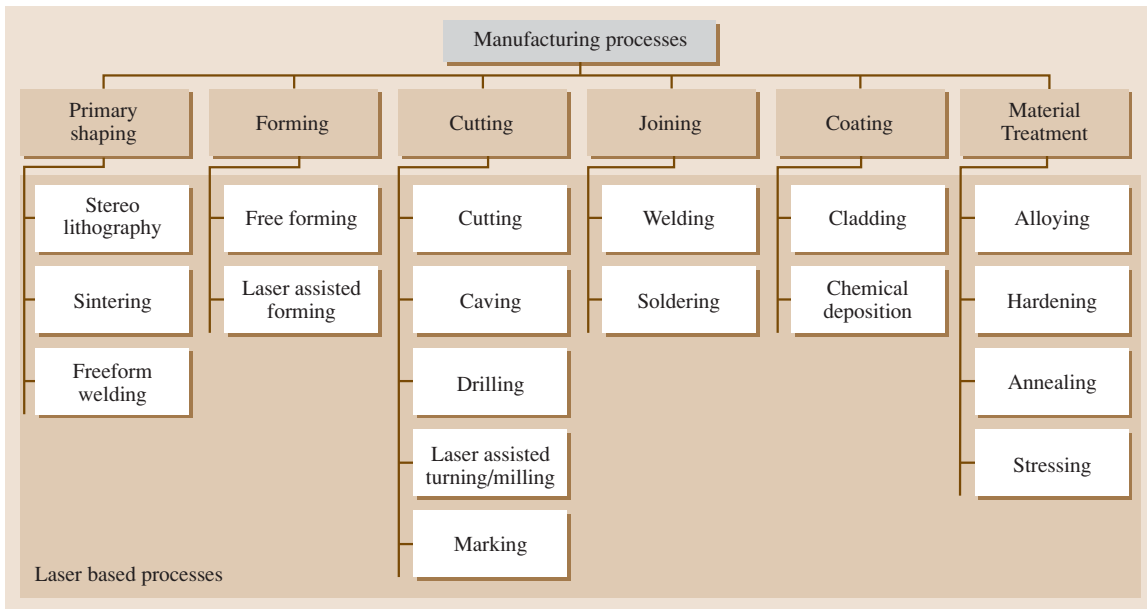 Manufacturing processes
Primary
shaping
Forming
Cutting
Joining
Coating
Material
Treatment
Stereo
lithography
Sintering
Freeform
welding
Free forming
Laser assisted
forming
Cutting
Caving
Drilling
Laser assisted
turning/milling
Marking
Welding
Soldering
Cladding
Chemical
deposition
Alloying
Hardening
Annealing
Stressing
Laser based processes